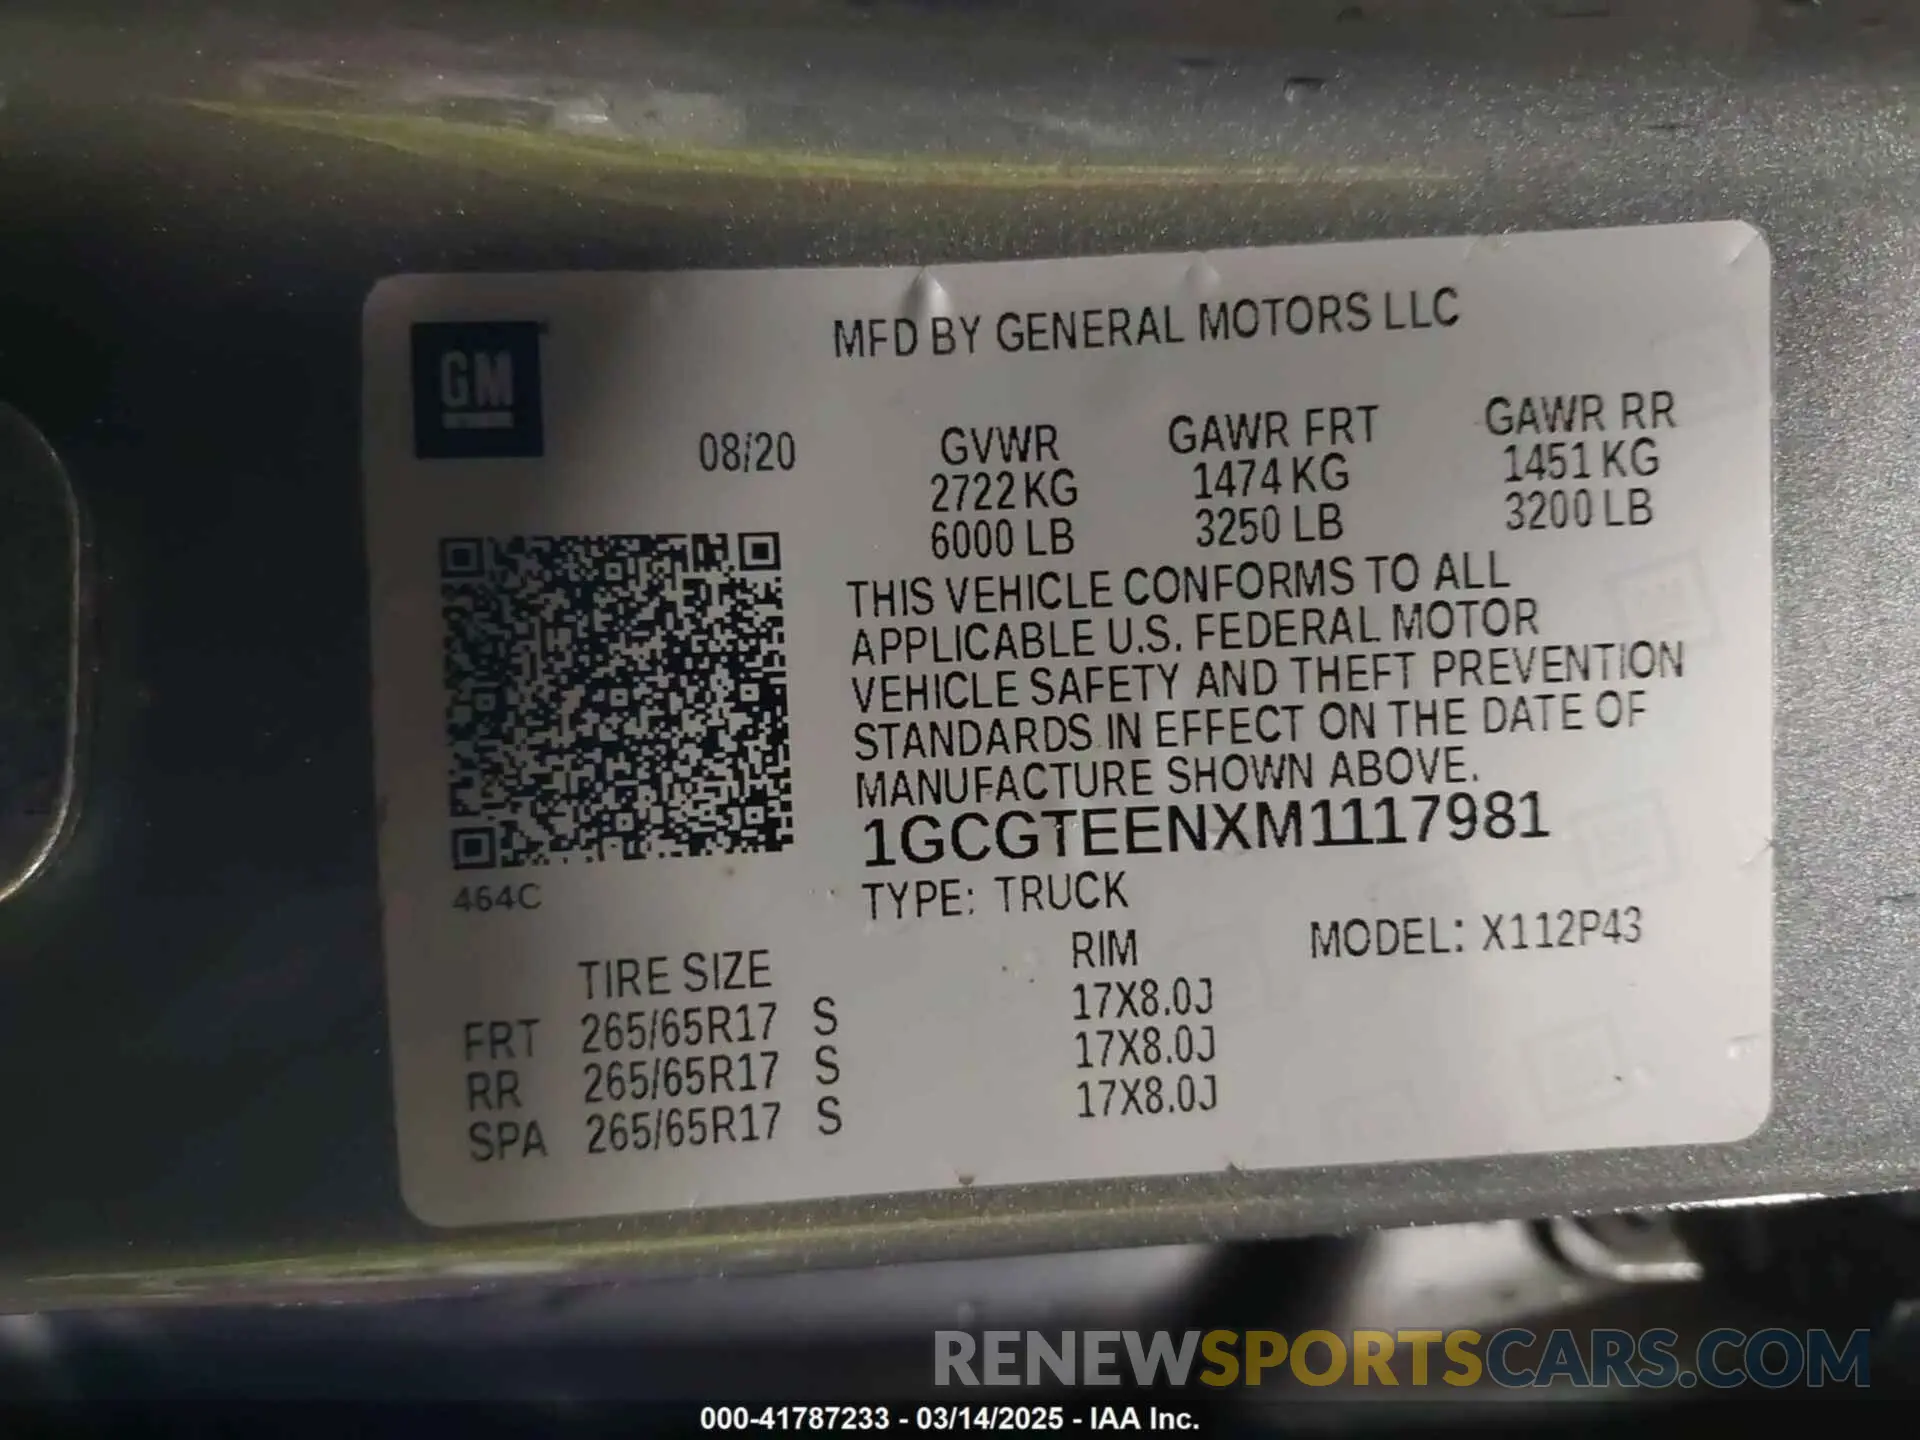 MFD BY GENERAL MOTORS LLC
GM
08/20
GVWR GAWR FRT GAWR RR
2722 KG 1474 KG 1451 KG
6000 LB 3250 LB 3200 LB
THIS VEHICLE CONFORMS TO ALL
APPLICABLE U.S. FEDERAL MOTOR
VEHICLE SAFETY AND THEFT PREVENTION
STANDARDS IN EFFECT ON THE DATE OF
MANUFACTURE SHOWN ABOVE.
1GCGTEENXM1117981
464C
TYPE: TRUCK
MODEL: X112P43
TIRE SIZE RIM
FRT 265/65R17 S 17X8.0J
RR 265/65R17 S 17X8.0J
SPA 265/65R17 S 17X8.0J
RENEWSPORTSCARS.COM
000-41787233 - 03/14/2025 - IAA Inc.